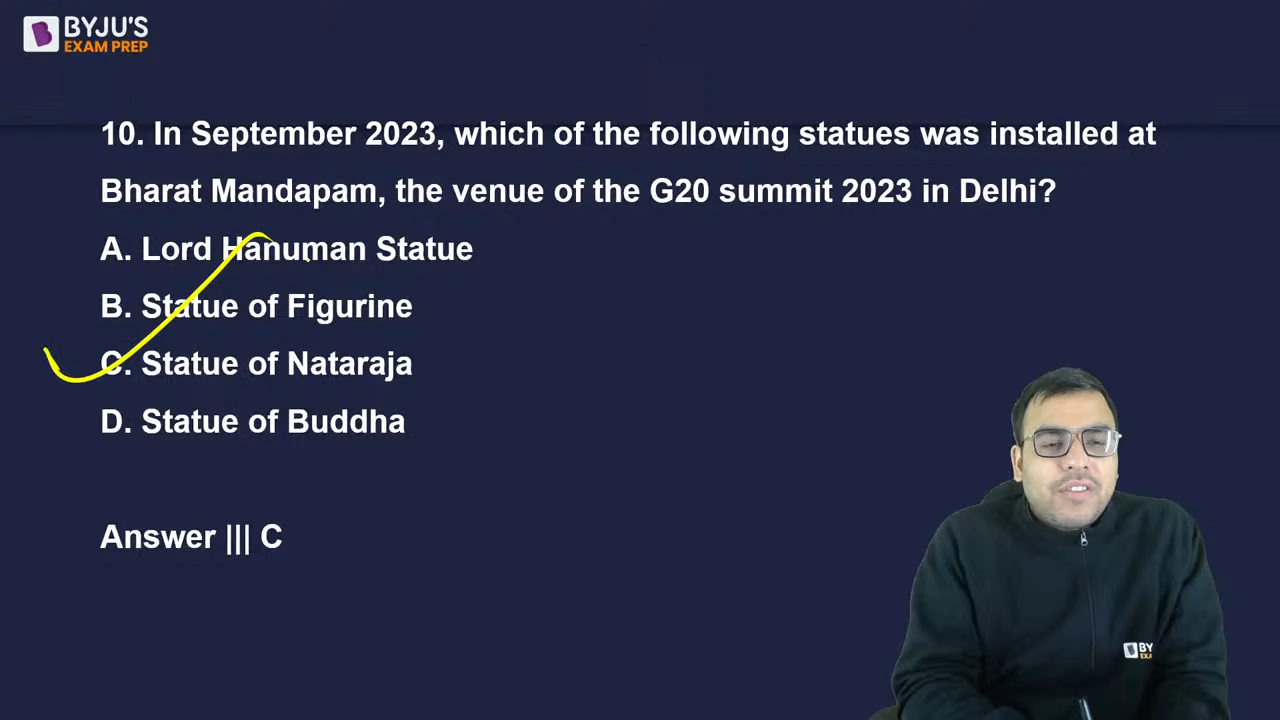 BYJU'S
EXAM PREP
10. In September 2023, which of the following statues was installed at
Bharat Mandapam, the venue of the G20 summit 2023 in Delhi?
A. Lord Hanuman Statue
B. Statue of Figurine
C. Statue of Nataraja
D. Statue of Buddha
Answer ||| C
BY
EXA